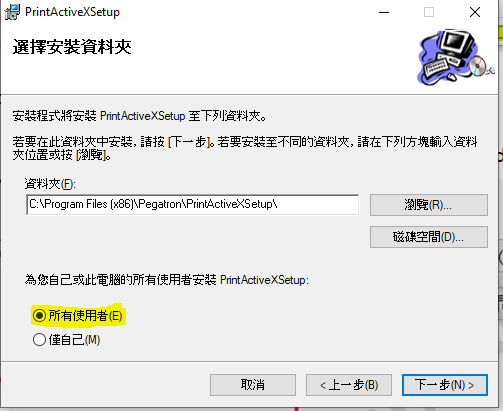 PrintActiveXSetup
選擇安裝資料夾
安裝程式將安裝 PrintActiveXSetup 至下列資料夾。
若要在此資料夾中安裝，請按 [下一步]。若要安裝至不同的資料夾，請在下列方塊輸入資料
夾位置或按 [瀏覽]。
資料夾(F):
C:\Program Files (x86)\Pegatron\PrintActiveXSetup\
瀏覽(R)...
磁碟空間(D)...
為您自己或此電腦的所有使用者安裝 PrintActiveXSetup:
所有使用者(E)
僅自己(M)
取消
< 上一步(B)
下一步(N) >